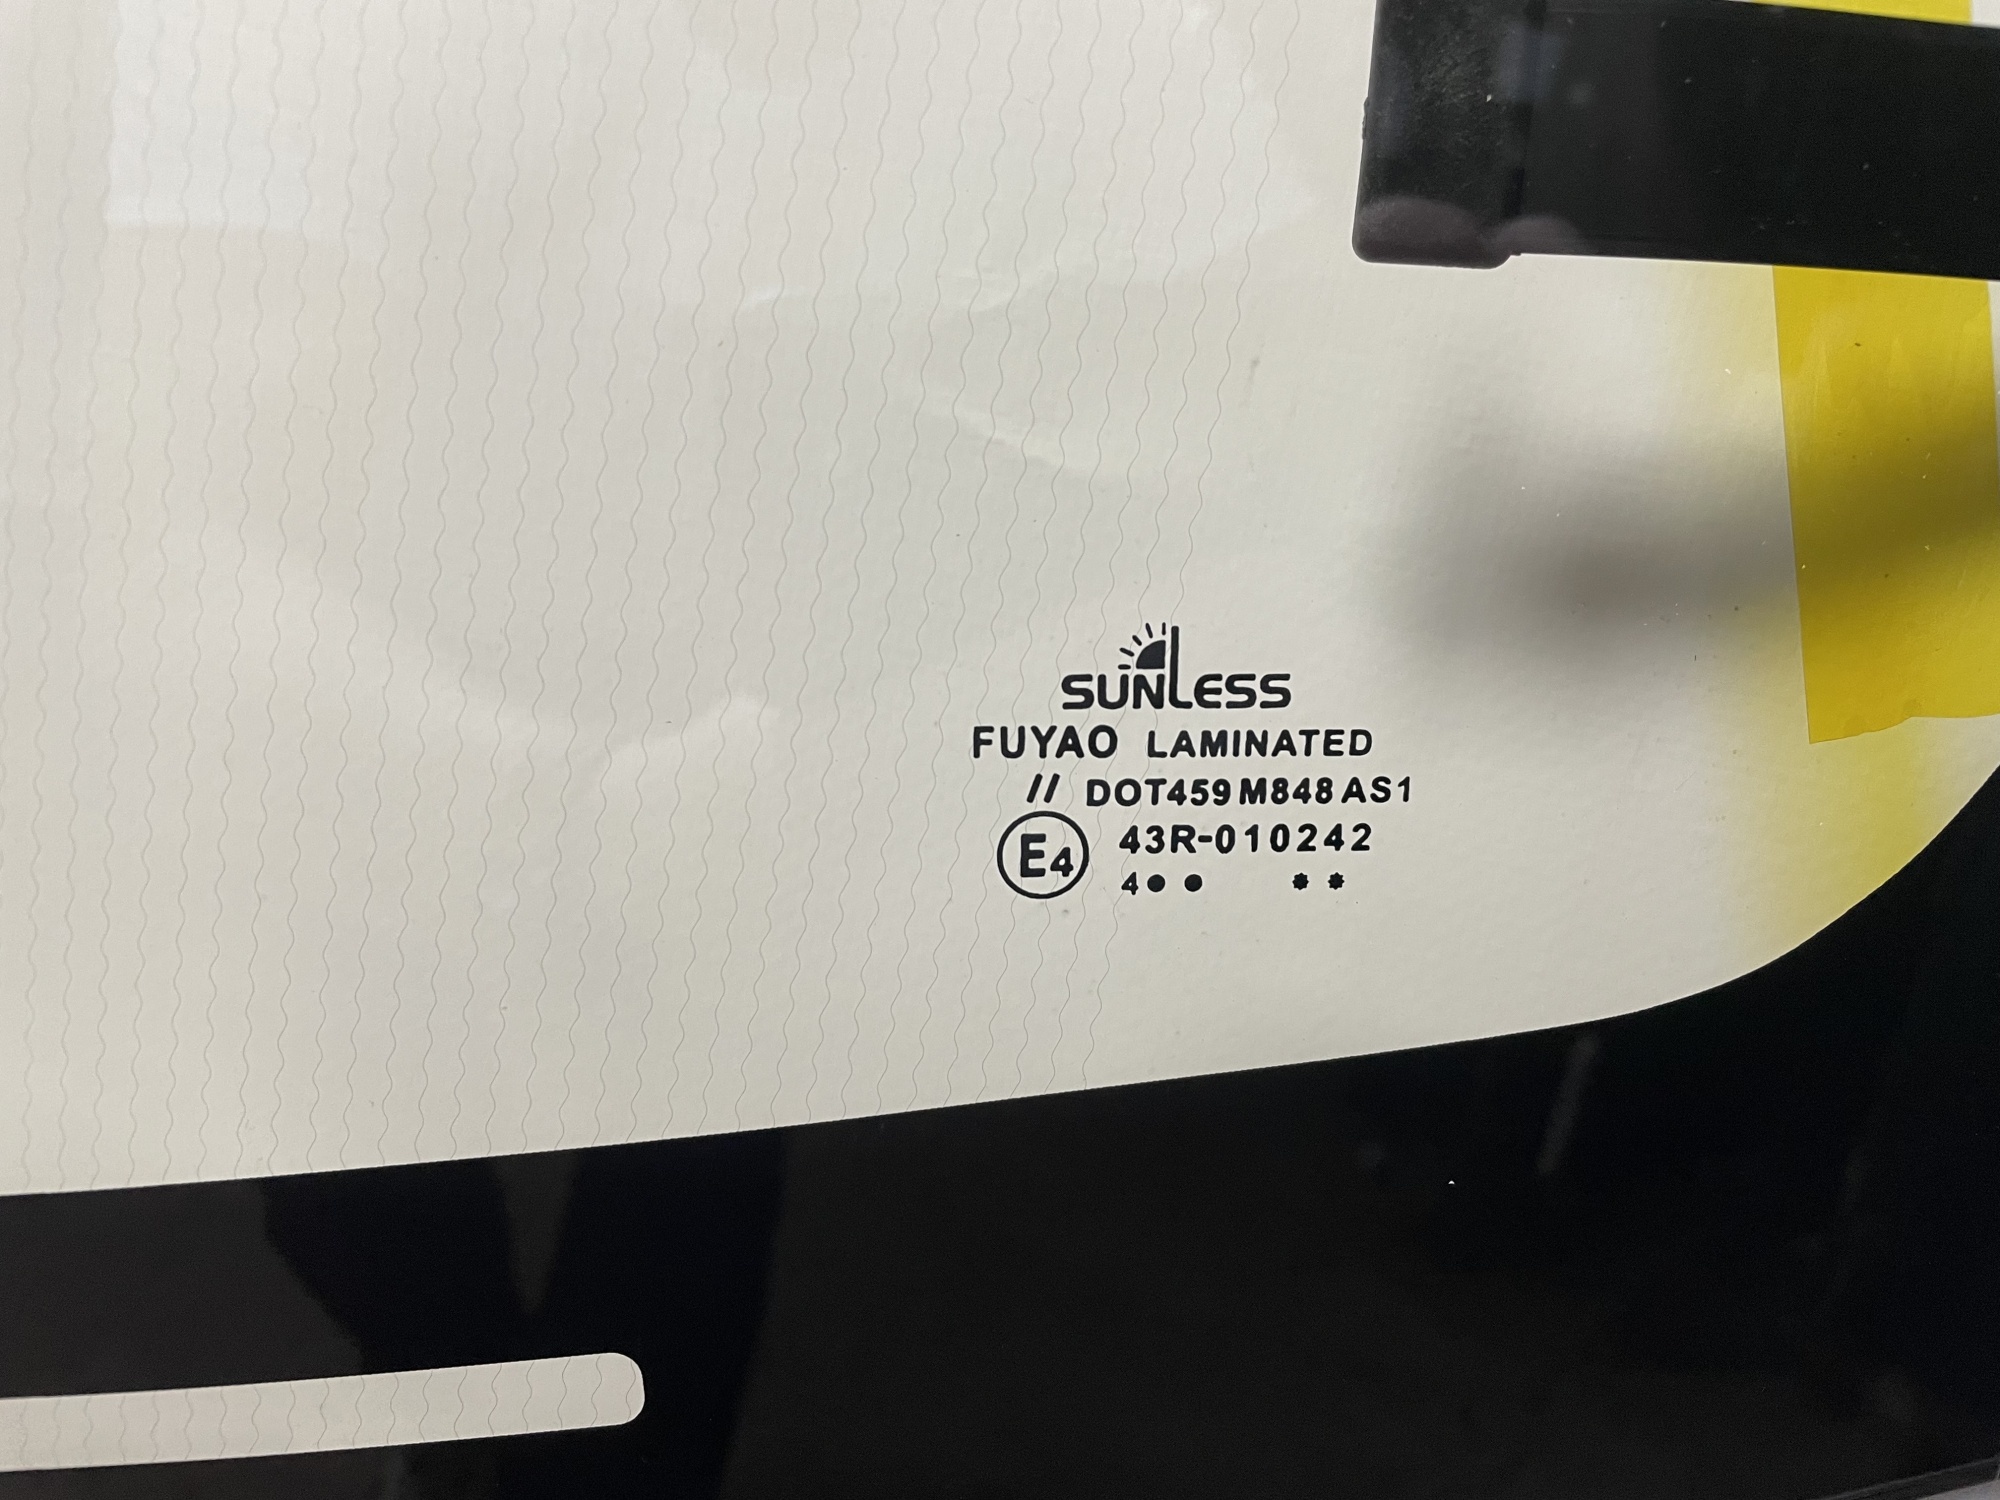 SUNLESS
FUYAO LAMINATED
// DOT459 M848 AS1
E4 43R-010242
4●● ✱✱